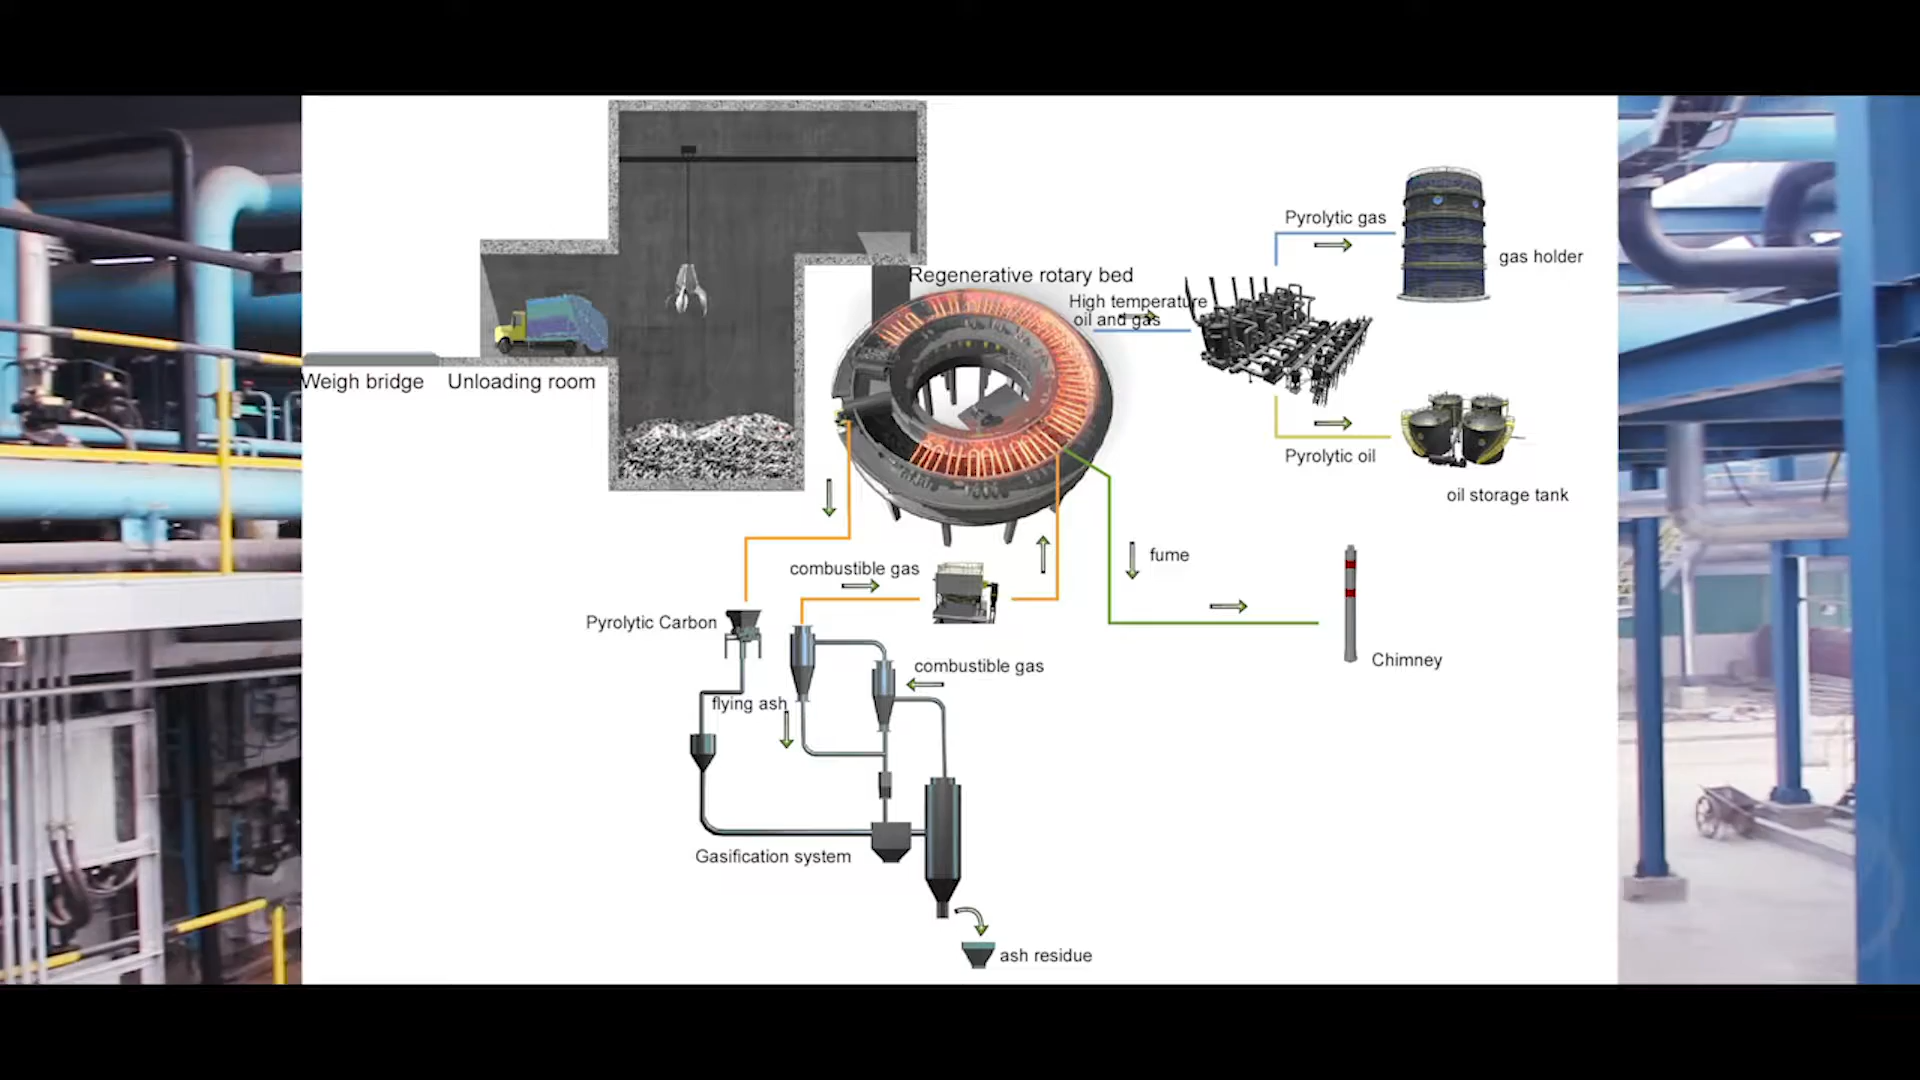 Regenerative rotary bed
High temperature
oil and gas
Pyrolytic gas
gas holder
Weigh bridge
Unloading room
Pyrolytic oil
oil storage tank
combustible gas
fume
Pyrolytic Carbon
combustible gas
Chimney
flying ash
Gasification system
ash residue